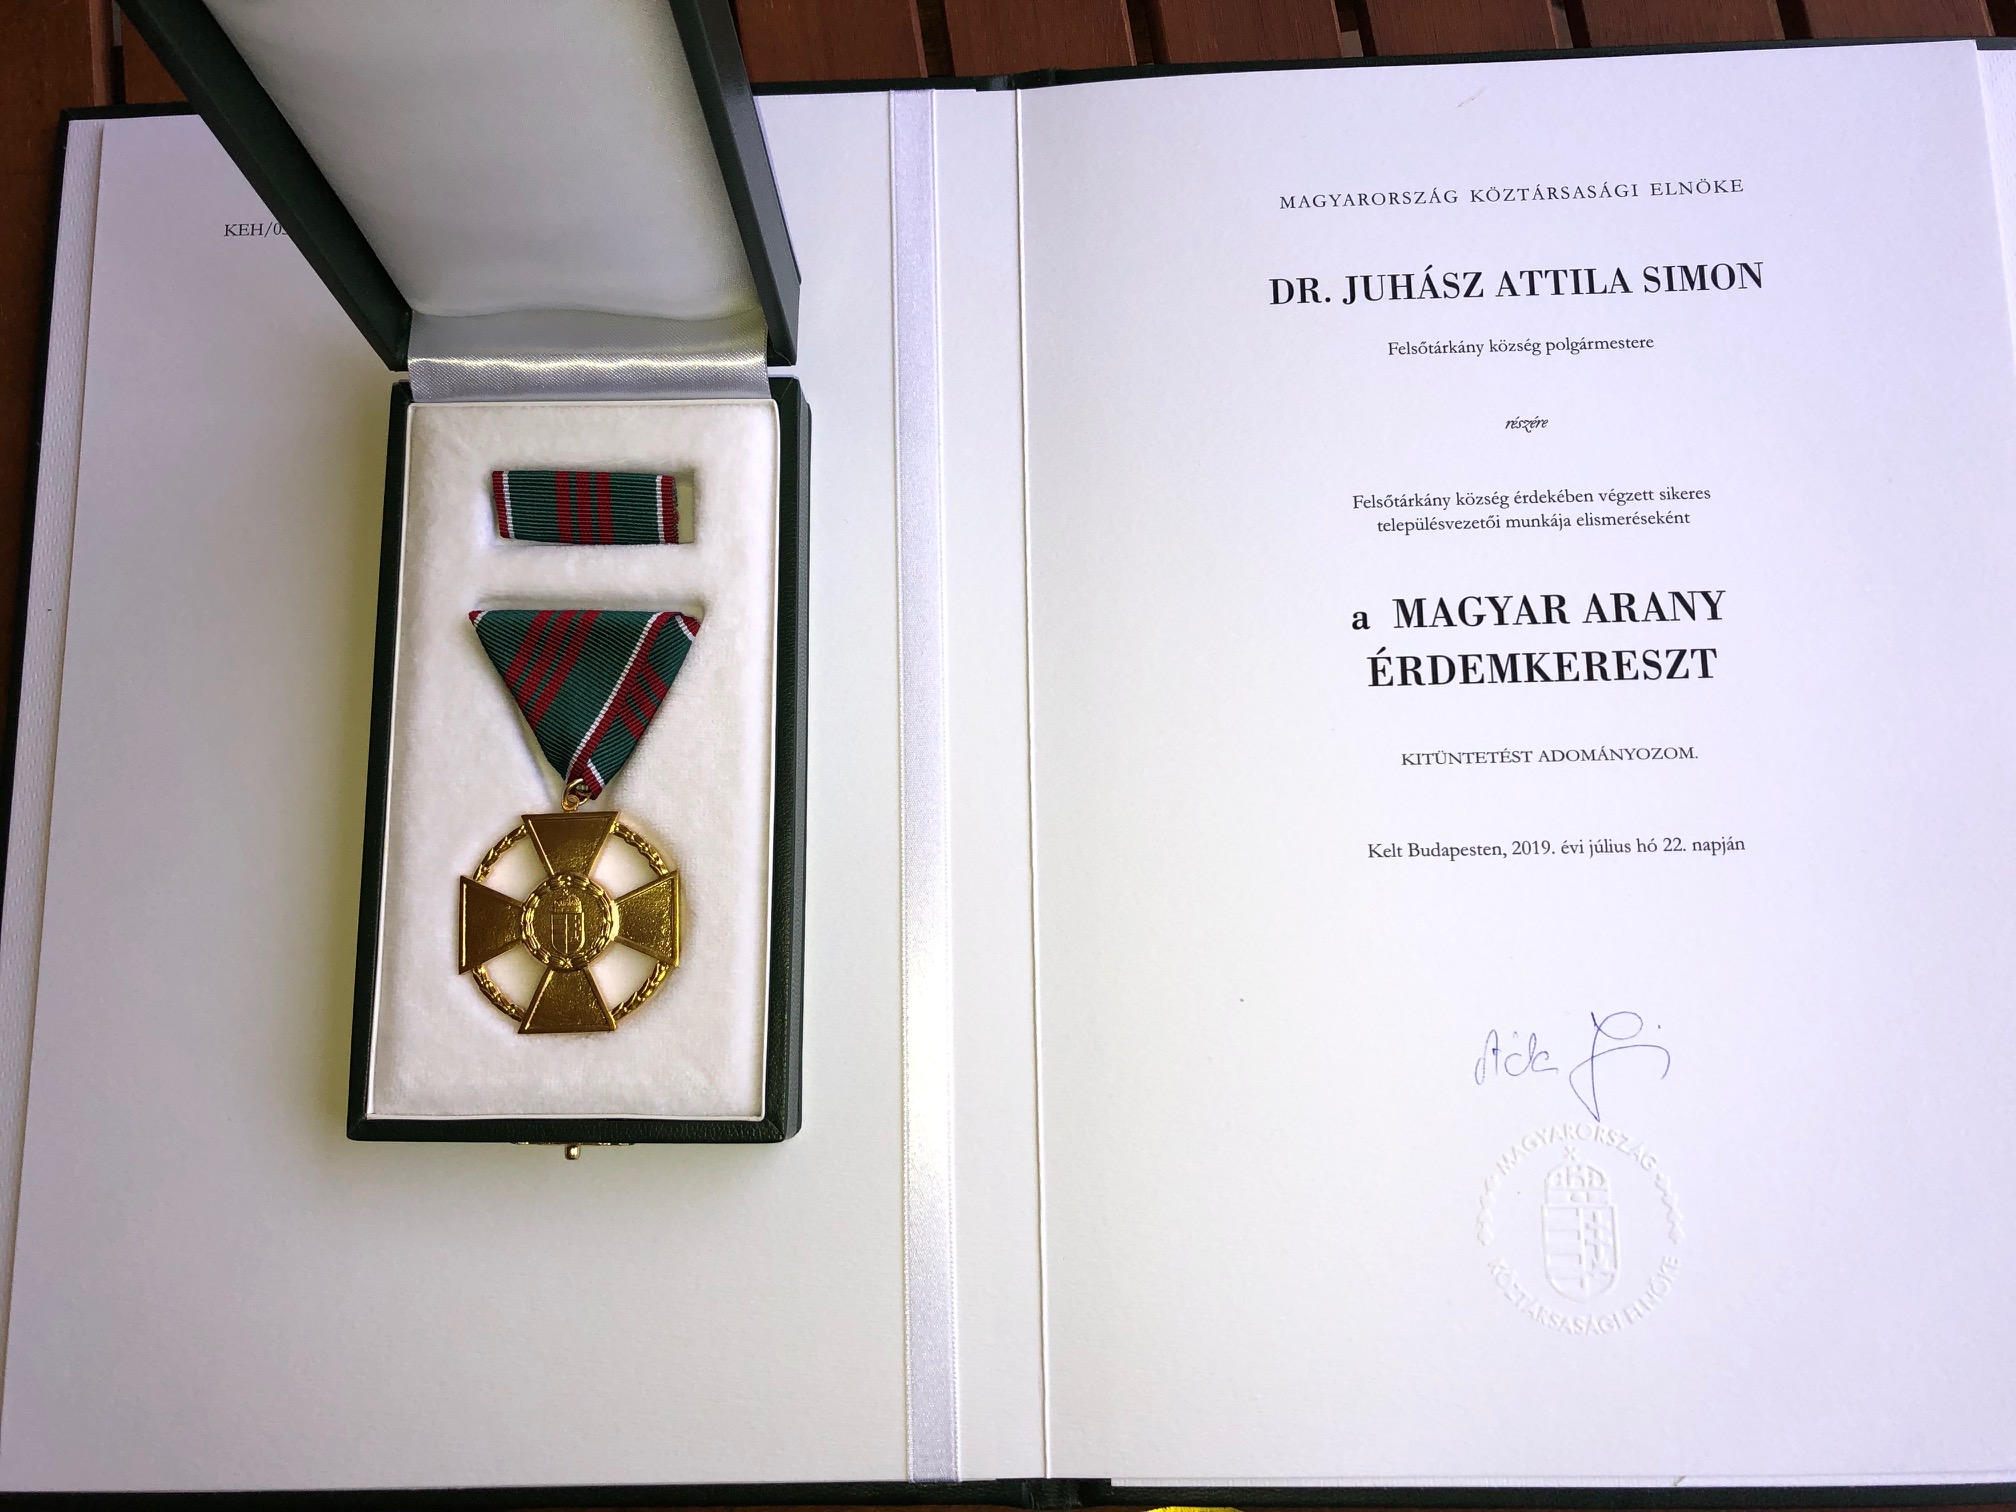 KEH/03
MAGYARORSZÁG KÖZTÁRSASÁGI ELNÖKE
DR. JUHÁSZ ATTILA SIMON
Felsőtárkány község polgármestere
részére
Felsőtárkány község érdekében végzett sikeres
településvezetői munkája elismeréseként
a MAGYAR ARANY
ÉRDEMKERESZT
KITÜNTETÉST ADOMÁNYOZOM.
Kelt Budapesten, 2019. évi július hó 22. napján
MAGYARORSZÁG
KÖZTÁRSASÁGI ELNÖKE